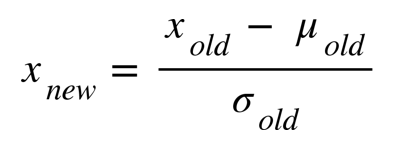 x_new = (x_old − μ_old) / σ_old